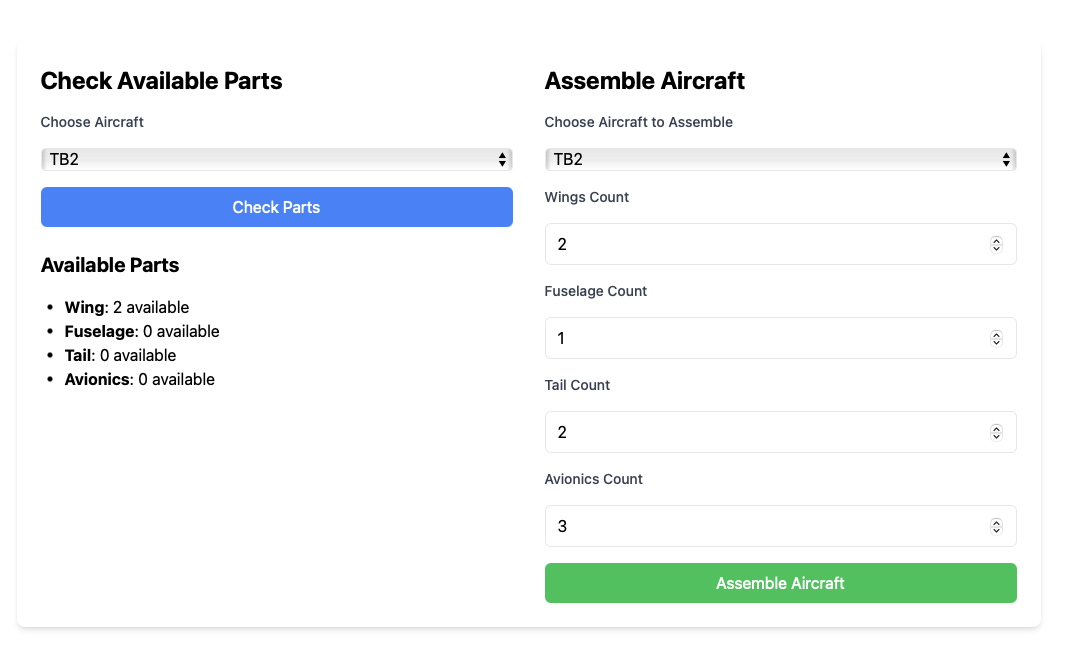 Check Available Parts
Choose Aircraft
TB2
Check Parts
Available Parts
• Wing: 2 available
• Fuselage: 0 available
• Tail: 0 available
• Avionics: 0 available
Assemble Aircraft
Choose Aircraft to Assemble
TB2
Wings Count
2
Fuselage Count
1
Tail Count
2
Avionics Count
3
Assemble Aircraft